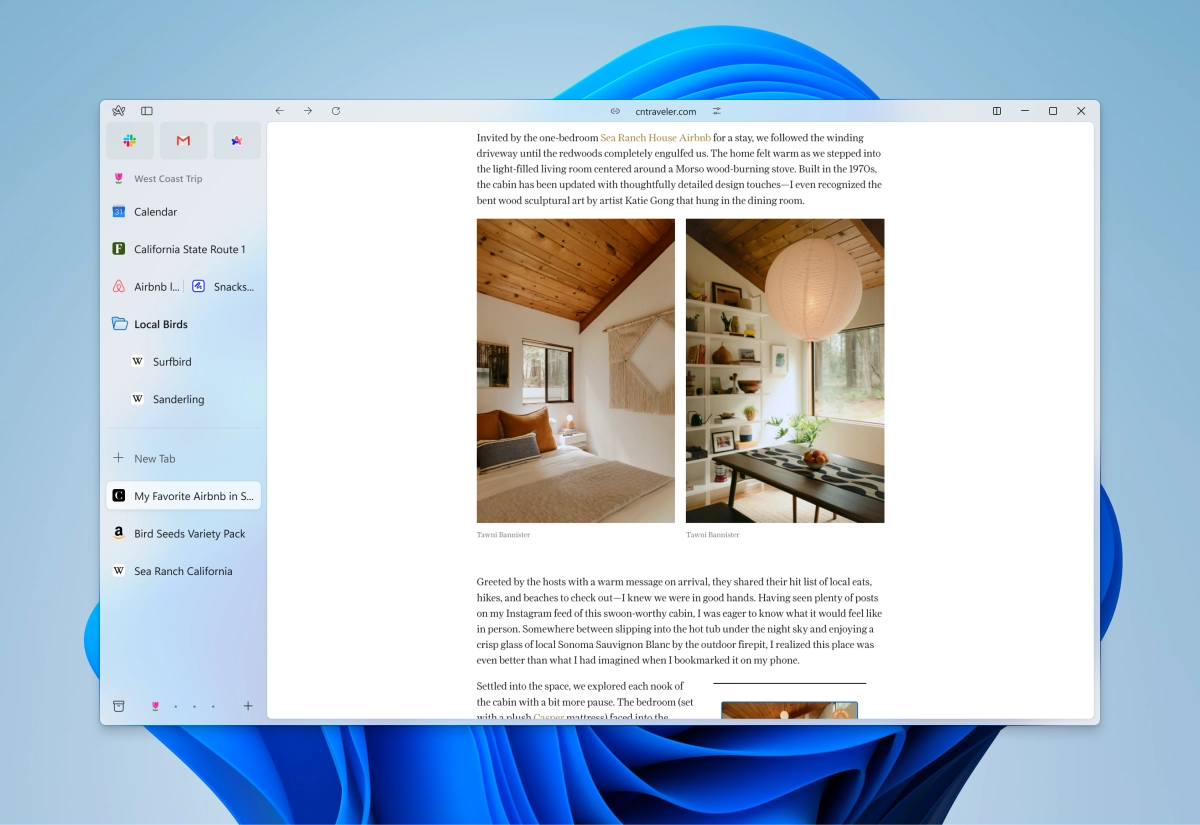 cntraveler.com
West Coast Trip
31
Calendar
F
California State Route 1
Airbnb l... Snacks...
Local Birds
W Surfbird
W Sanderling
New Tab
C My Favorite Airbnb in S...
a Bird Seeds Variety Pack
W Sea Ranch California
Invited by the one-bedroom Sea Ranch House Airbnb for a stay, we followed the winding
driveway until the redwoods completely engulfed us. The home felt warm as we stepped into
the light-filled living room centered around a Morso wood-burning stove. Built in the 1970s,
the cabin has been updated with thoughtfully detailed design touches—I even recognized the
bent wood sculptural art by artist Katie Gong that hung in the dining room.
Tawni Bannister
Tawni Bannister
Greeted by the hosts with a warm message on arrival, they shared their hit list of local eats,
hikes, and beaches to check out—I knew we were in good hands. Having seen plenty of posts
on my Instagram feed of this swoon-worthy cabin, I was eager to know what it would feel like
in person. Somewhere between slipping into the hot tub under the night sky and enjoying a
crisp glass of local Sonoma Sauvignon Blanc by the outdoor firepit, I realized this place was
even better than what I had imagined when I bookmarked it on my phone.
Settled into the space, we explored each nook of
the cabin with a bit more pause. The bedroom (set
with a plush Casper mattress) faced into the